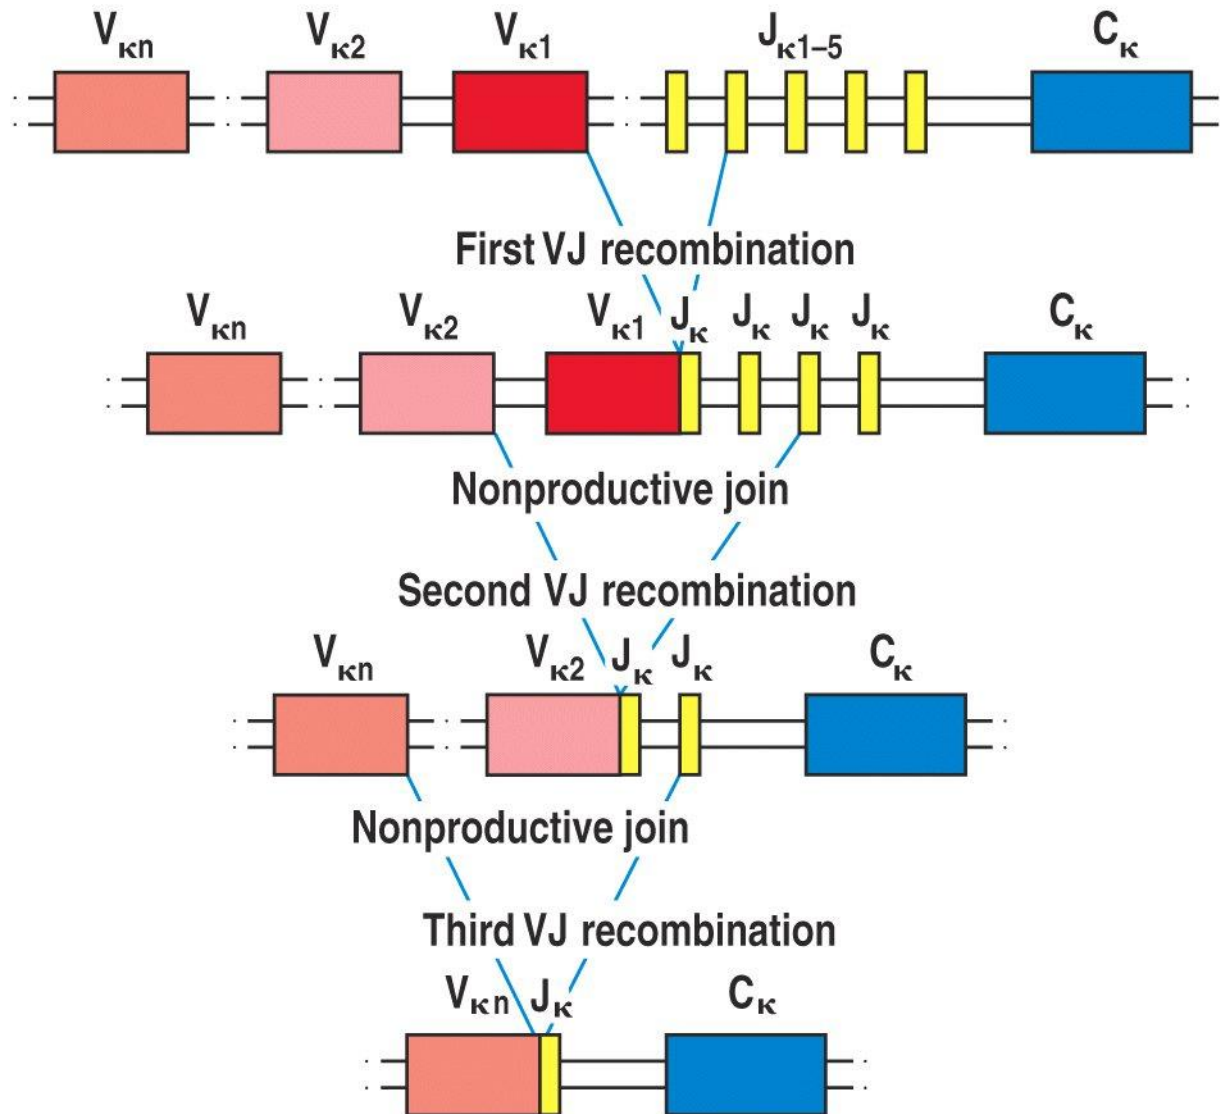 Vκn Vκ2 Vκ1 Jκ1–5 Cκ
First VJ recombination
Vκn Vκ2 Vκ1 Jκ Jκ Jκ Jκ Cκ
Nonproductive join
Second VJ recombination
Vκn Vκ2 Jκ Jκ Cκ
Nonproductive join
Third VJ recombination
Vκn Jκ Cκ